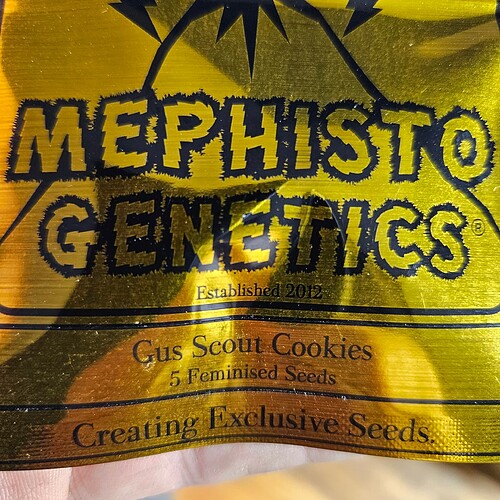 MEPHISTO
GENETICS®
Established 2012
Gus Scout Cookies
5 Feminised Seeds
Creating Exclusive Seeds.